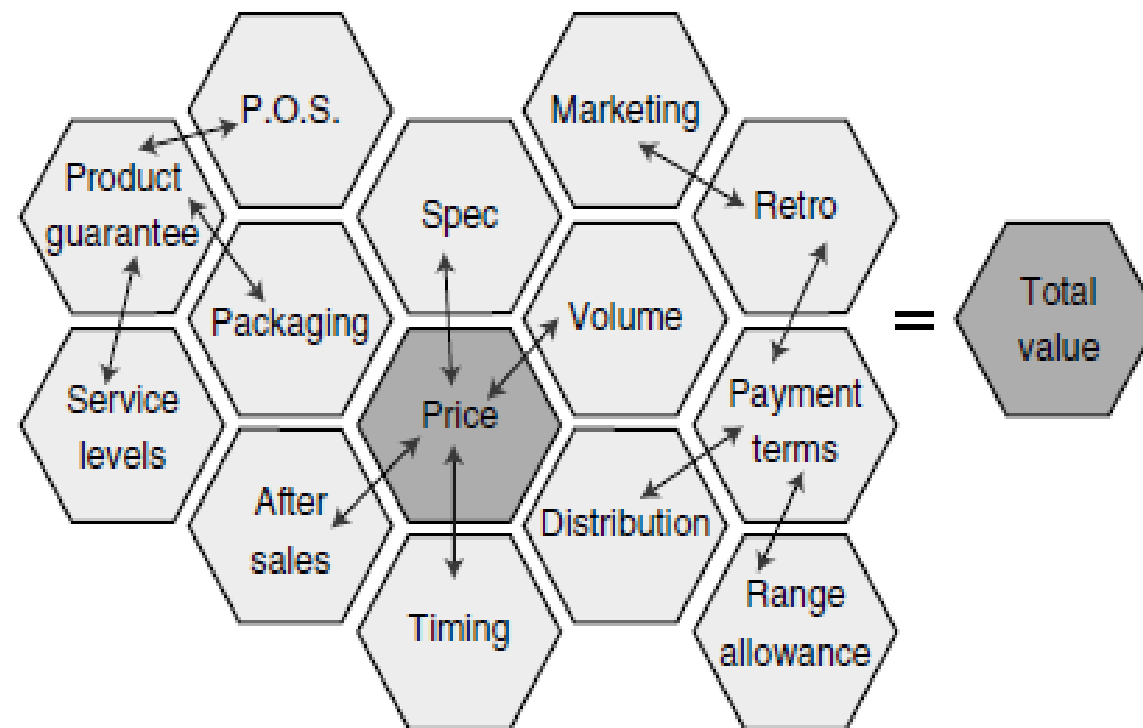 P.O.S.
Marketing
Product
guarantee
Spec
Retro
Packaging
Volume
=
Total
value
Service
levels
Price
Payment
terms
After
sales
Distribution
Timing
Range
allowance